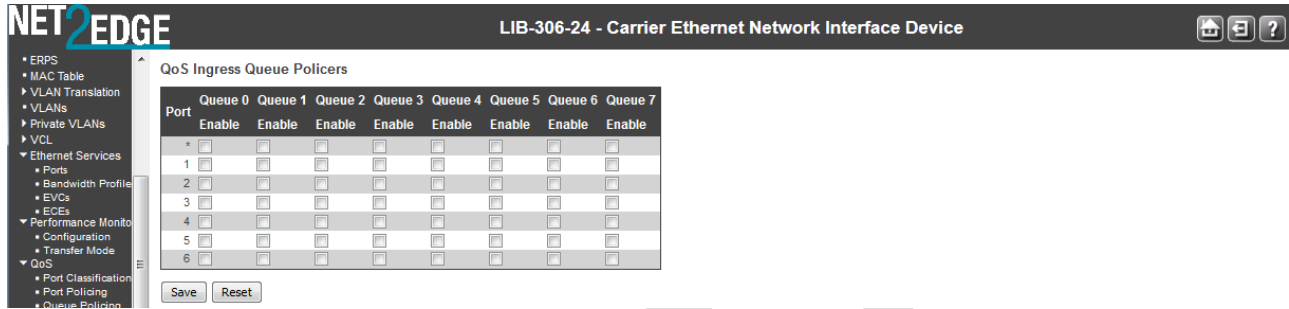 NET2EDGE
LIB-306-24 - Carrier Ethernet Network Interface Device
?
ERPS
MAC Table
VLAN Translation
VLANs
Private VLANs
VCL
Ethernet Services
Ports
Bandwidth Profile
EVCs
ECEs
Performance Monito
Configuration
Transfer Mode
QoS
Port Classification
Port Policing
Queue Policing
QoS Ingress Queue Policers
Port Queue 0 Queue 1 Queue 2 Queue 3 Queue 4 Queue 5 Queue 6 Queue 7
Enable Enable Enable Enable Enable Enable Enable Enable
*
1
2
3
4
5
6
Save Reset